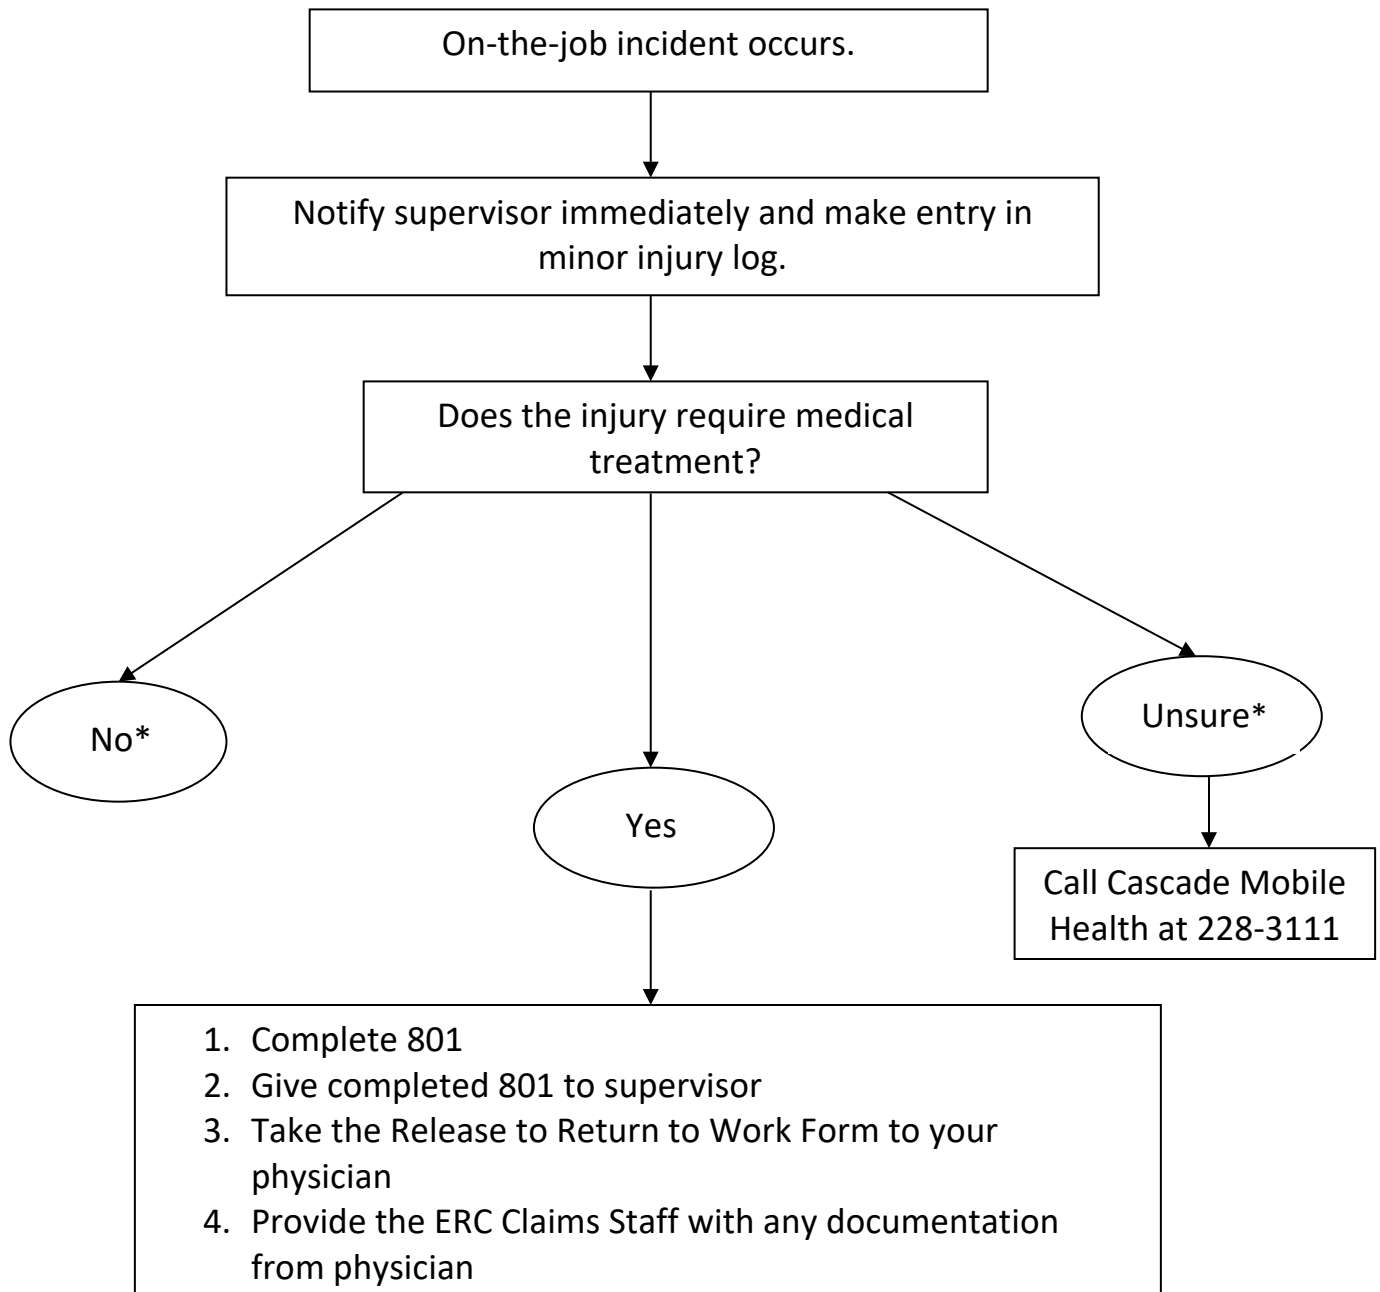 On-the-job incident occurs.
Notify supervisor immediately and make entry in
minor injury log.
Does the injury require medical
treatment?
No*
Unsure*
Yes
Call Cascade Mobile
Health at 228-3111
1. Complete 801
2. Give completed 801 to supervisor
3. Take the Release to Return to Work Form to your
physician
4. Provide the ERC Claims Staff with any documentation
from physician